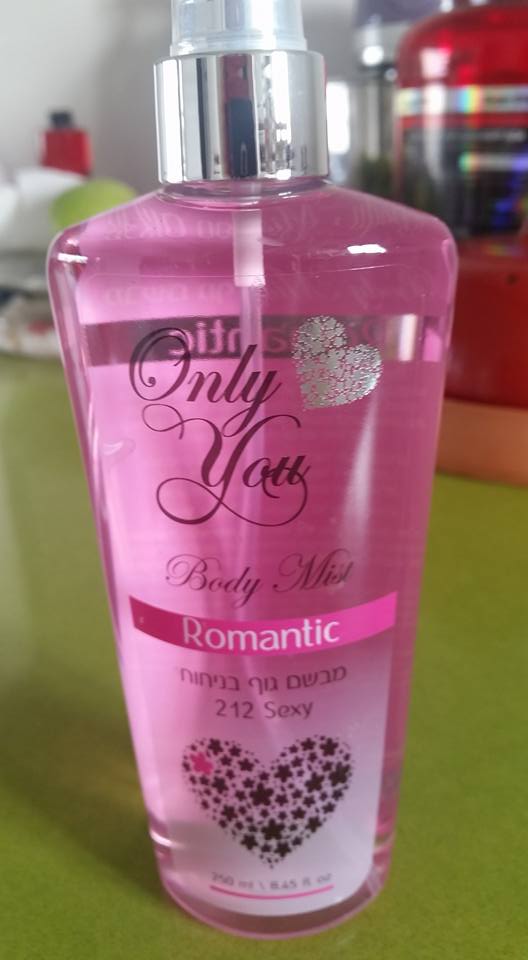 Only
You
Body Mist
Romantic
מבשם גוף בניחוח
212 Sexy
250 ml \ 8.45 fl oz